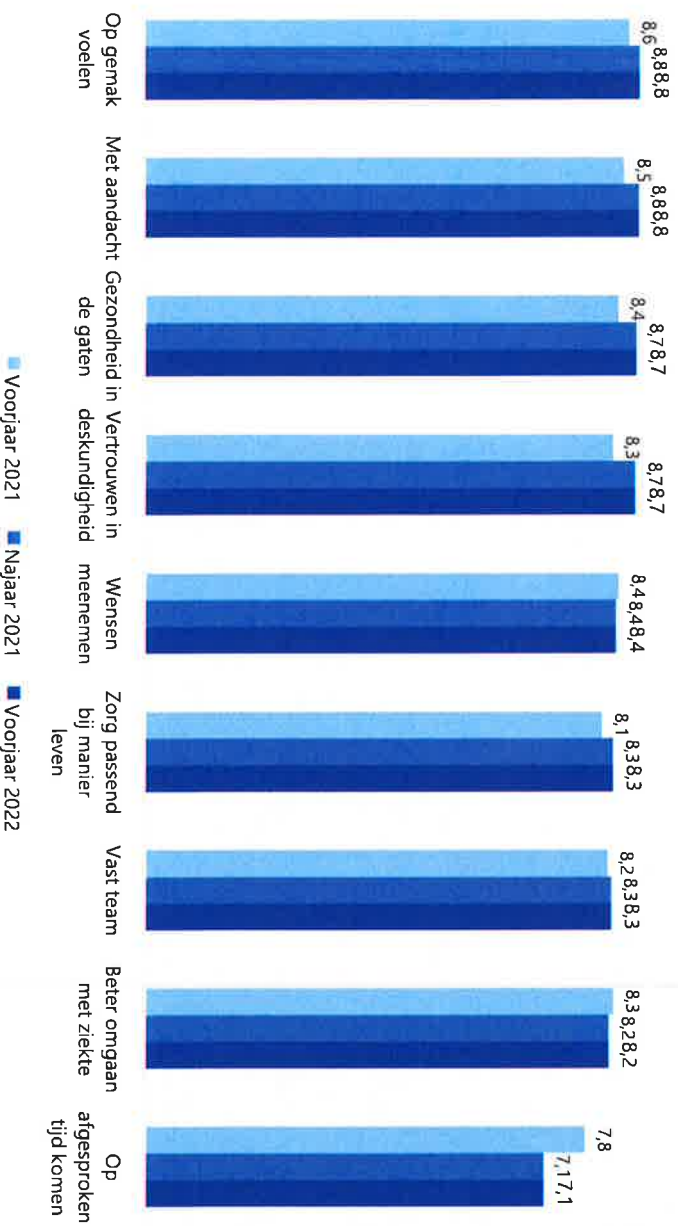 8,6 8,8 8,8
8,5 8,8 8,8
8,4 8,7 8,7
8,3 8,7 8,7
8,4 8,4 8,4
8,1 8,3 8,3
8,2 8,3 8,3
8,3 8,2 8,2
7,8 7,1 7,1
Op gemak
voelen
Met aandacht
Gezondheid in
de gaten
Vertrouwen in
deskundigheid
Wensen
meenemen
Zorg passend
bij manier
leven
Vast team
Beter omgaan
met ziekte
Op
afgesproken
tijd komen
Voorjaar 2021 Najaar 2021 Voorjaar 2022